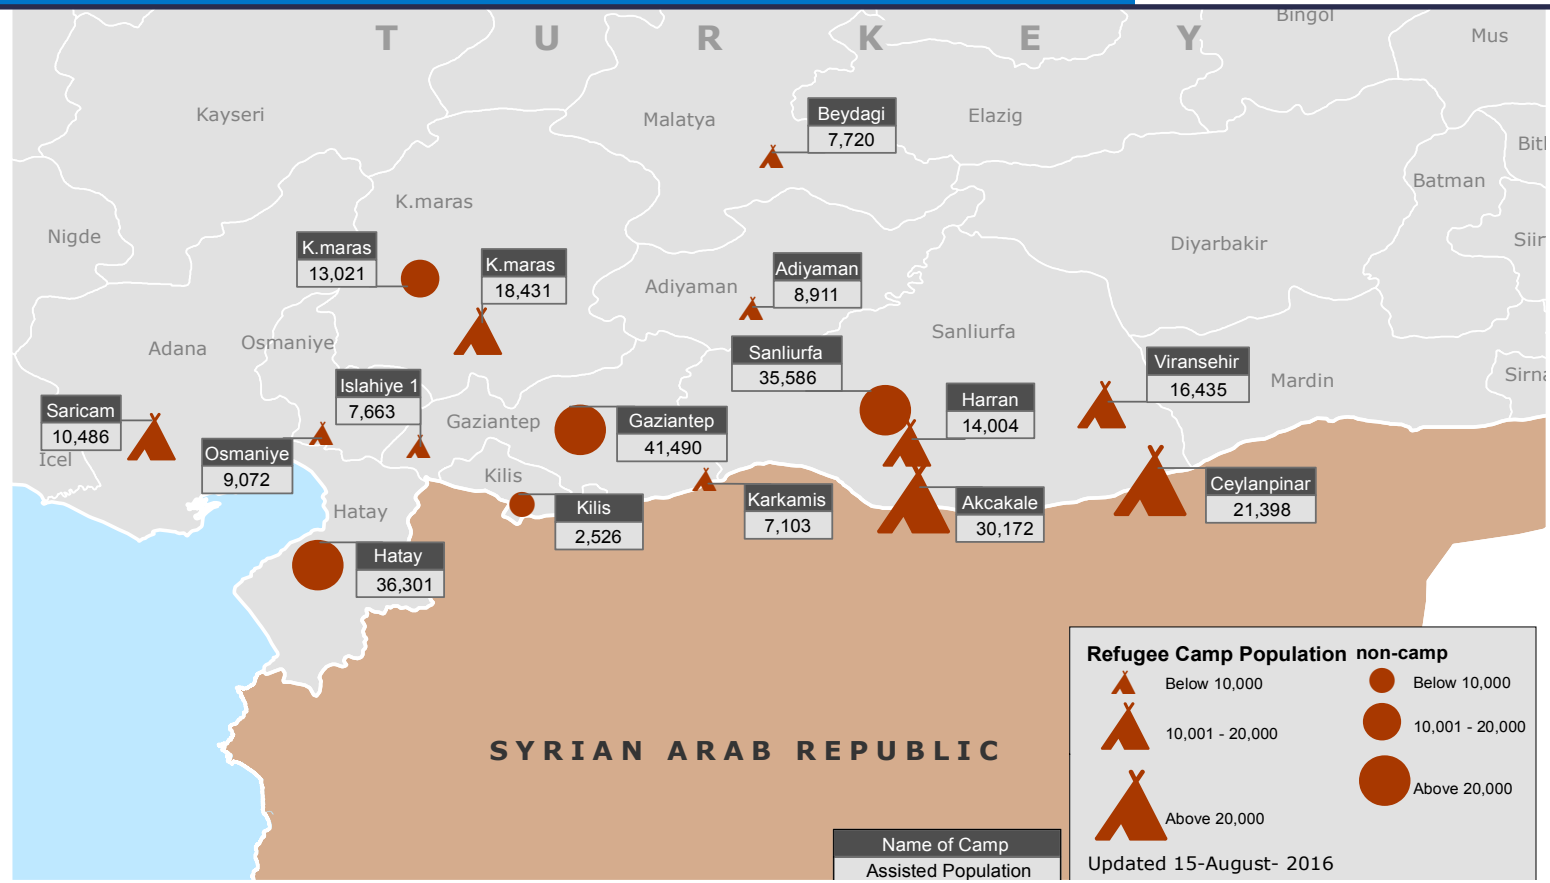 T U R K E Y
Bingol
Mus
Kayseri
Malatya
Beydagi
7,720
Elazig
Bitl
Batman
K.maras
Nigde
K.maras
13,021
K.maras
18,431
Adiyaman
Adiyaman
8,911
Diyarbakir
Siir
Adana
Osmaniye
Sanliurfa
Sanliurfa
35,586
Viransehir
16,435
Mardin
Sirna
Islahiye 1
7,663
Saricam
10,486
Icel
Osmaniye
9,072
Gaziantep
Gaziantep
41,490
Harran
14,004
Kilis
Kilis
2,526
Karkamis
7,103
Akcakale
30,172
Ceylanpinar
21,398
Hatay
Hatay
36,301
SYRIAN ARAB REPUBLIC
Refugee Camp Population non-camp
Below 10,000 Below 10,000
10,001 - 20,000 10,001 - 20,000
Above 20,000 Above 20,000
Updated 15-August- 2016
Name of Camp
Assisted Population